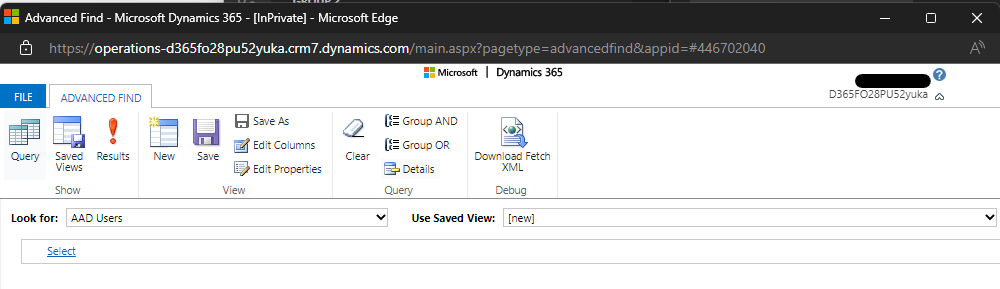 GROUP 2
Advanced Find - Microsoft Dynamics 365 - [InPrivate] - Microsoft Edge
https://operations-d365fo28pu52yuka.crm7.dynamics.com/main.aspx?pagetype=advancedfind&appid=#446702040
Microsoft | Dynamics 365
FILE ADVANCED FIND
D365FO28PU52yuka
Query
Saved Views
Results
Show
New
Save
Save As
Edit Columns
Edit Properties
View
Clear
Group AND
Group OR
Details
Query
Download Fetch XML
Debug
Look for: AAD Users Use Saved View: [new]
Select